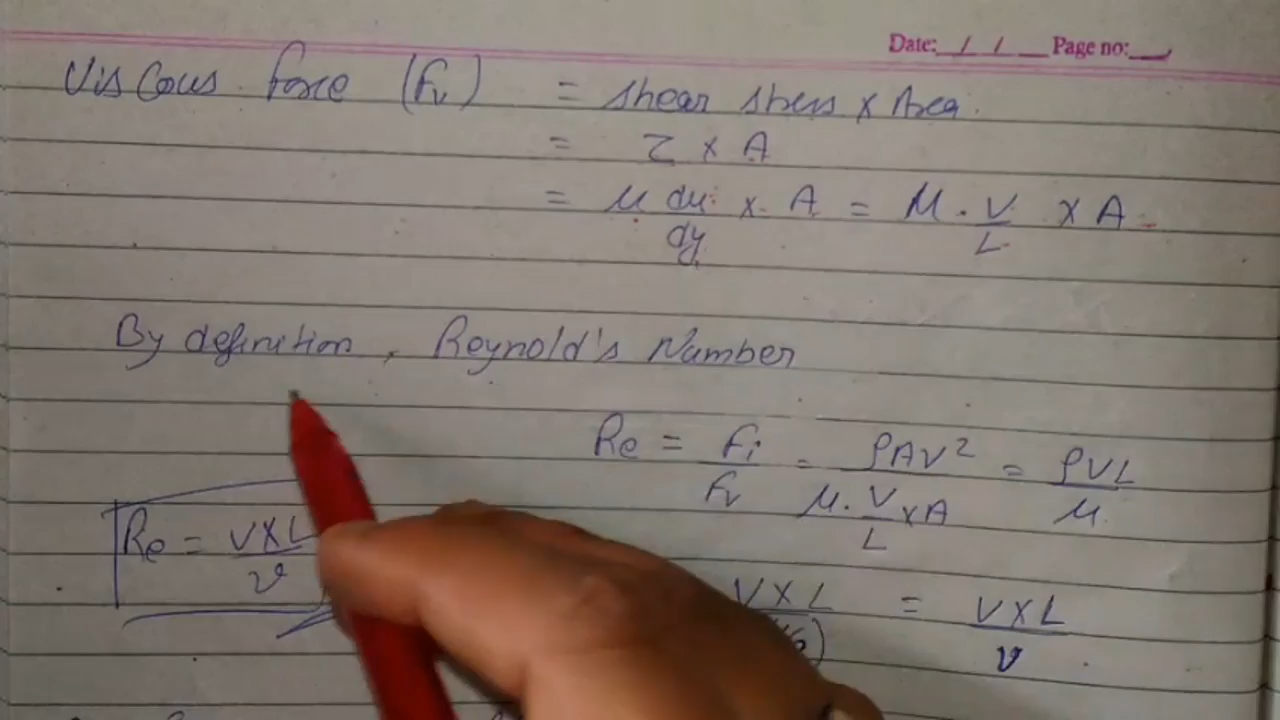 Date: / / Page no:
Viscous force (Fv) = shear stress × Area.
= τ × A
= μ du/dy × A = μ . V/L × A
By definition, Reynold's Number
Re = Fi/Fv = ρAV²/(μ . V/L × A) = ρVL/μ
Re = V×L/ν
V×L = V×L/ν